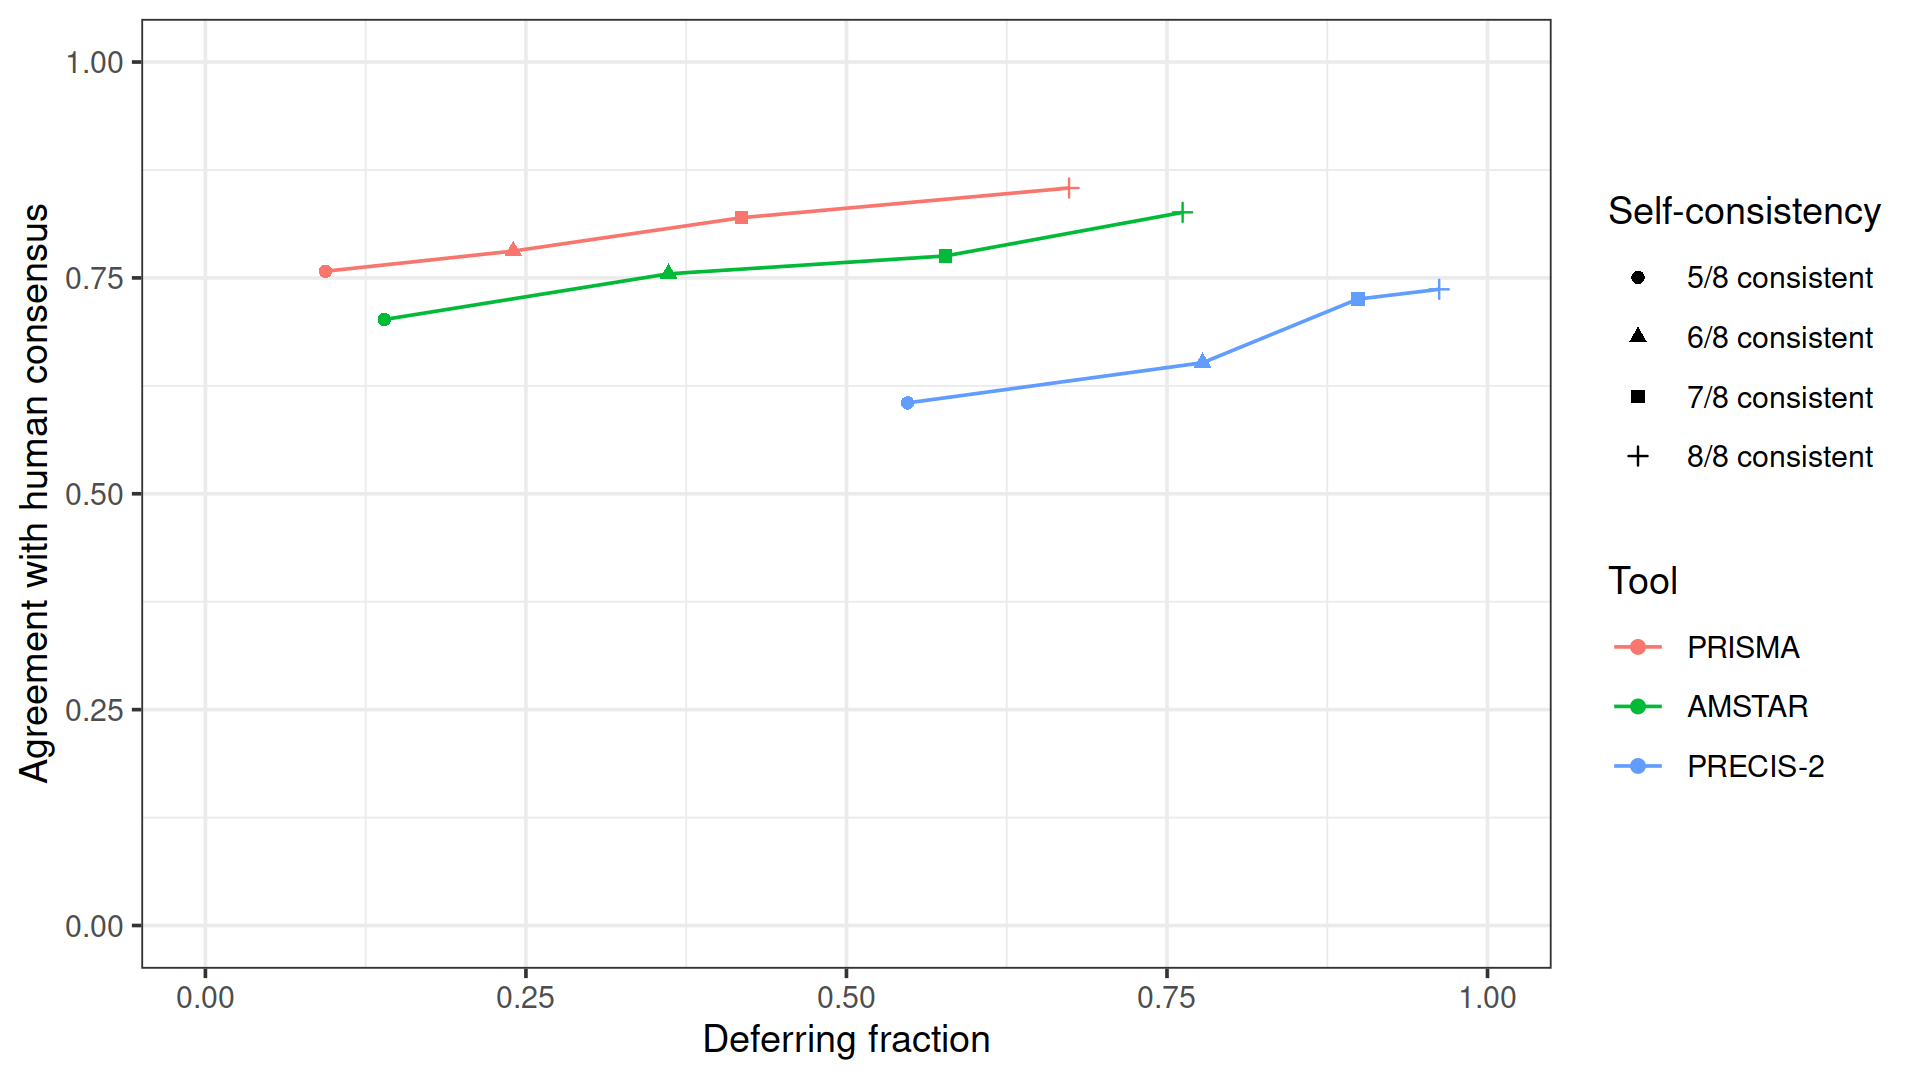 Agreement with human consensus
1.00
0.75
0.50
0.25
0.00
0.00 0.25 0.50 0.75 1.00
Deferring fraction
Self-consistency
5/8 consistent
6/8 consistent
7/8 consistent
8/8 consistent
Tool
PRISMA
AMSTAR
PRECIS-2